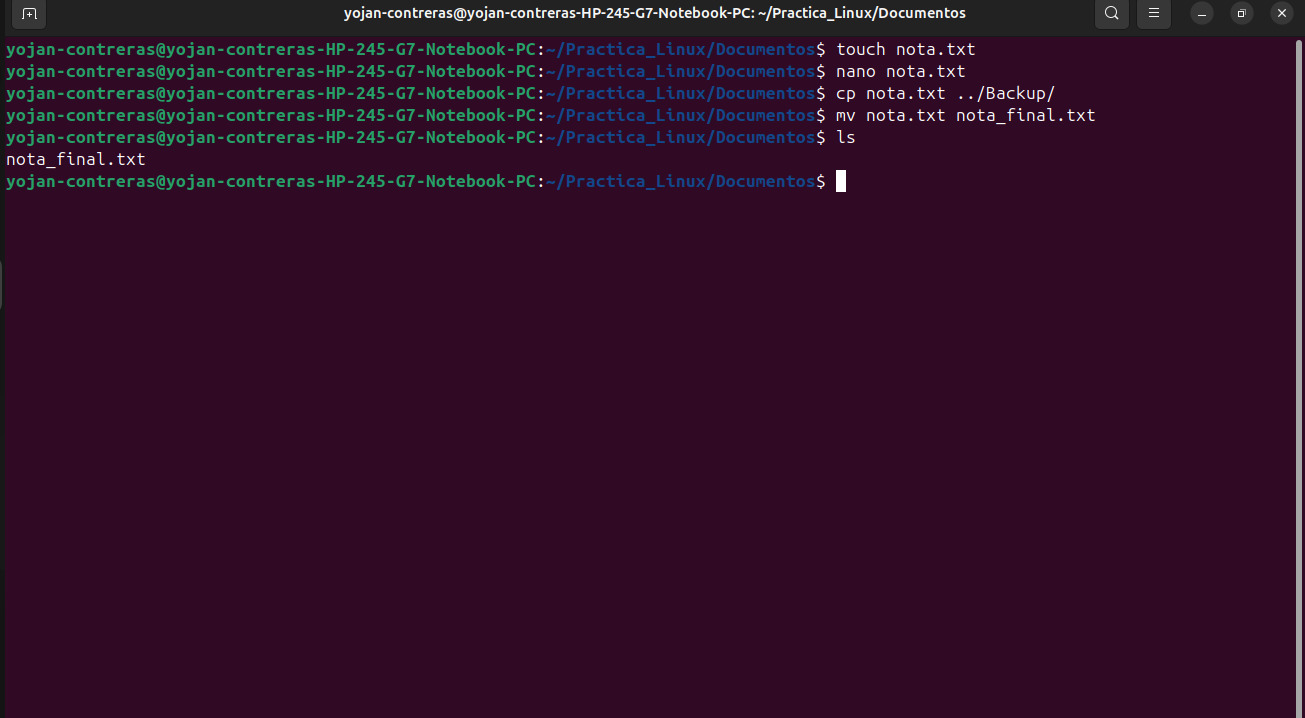 yojan-contreras@yojan-contreras-HP-245-G7-Notebook-PC: ~/Practica_Linux/Documentos
yojan-contreras@yojan-contreras-HP-245-G7-Notebook-PC:~/Practica_Linux/Documentos$ touch nota.txt
yojan-contreras@yojan-contreras-HP-245-G7-Notebook-PC:~/Practica_Linux/Documentos$ nano nota.txt
yojan-contreras@yojan-contreras-HP-245-G7-Notebook-PC:~/Practica_Linux/Documentos$ cp nota.txt ../Backup/
yojan-contreras@yojan-contreras-HP-245-G7-Notebook-PC:~/Practica_Linux/Documentos$ mv nota.txt nota_final.txt
yojan-contreras@yojan-contreras-HP-245-G7-Notebook-PC:~/Practica_Linux/Documentos$ ls
nota_final.txt
yojan-contreras@yojan-contreras-HP-245-G7-Notebook-PC:~/Practica_Linux/Documentos$